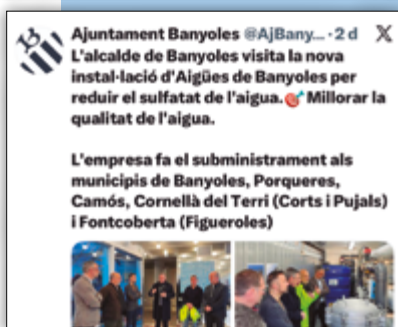 Ajuntament Banyoles @AjBany... · 2 d
L'alcalde de Banyoles visita la nova
instal·lació d'Aigües de Banyoles per
reduir el sulfatat de l'aigua. Millorar la
qualitat de l'aigua.
L'empresa fa el subministrament als
municipis de Banyoles, Porqueres,
Camós, Cornellà del Terri (Corts i Pujals)
i Fontcoberta (Figueroles)